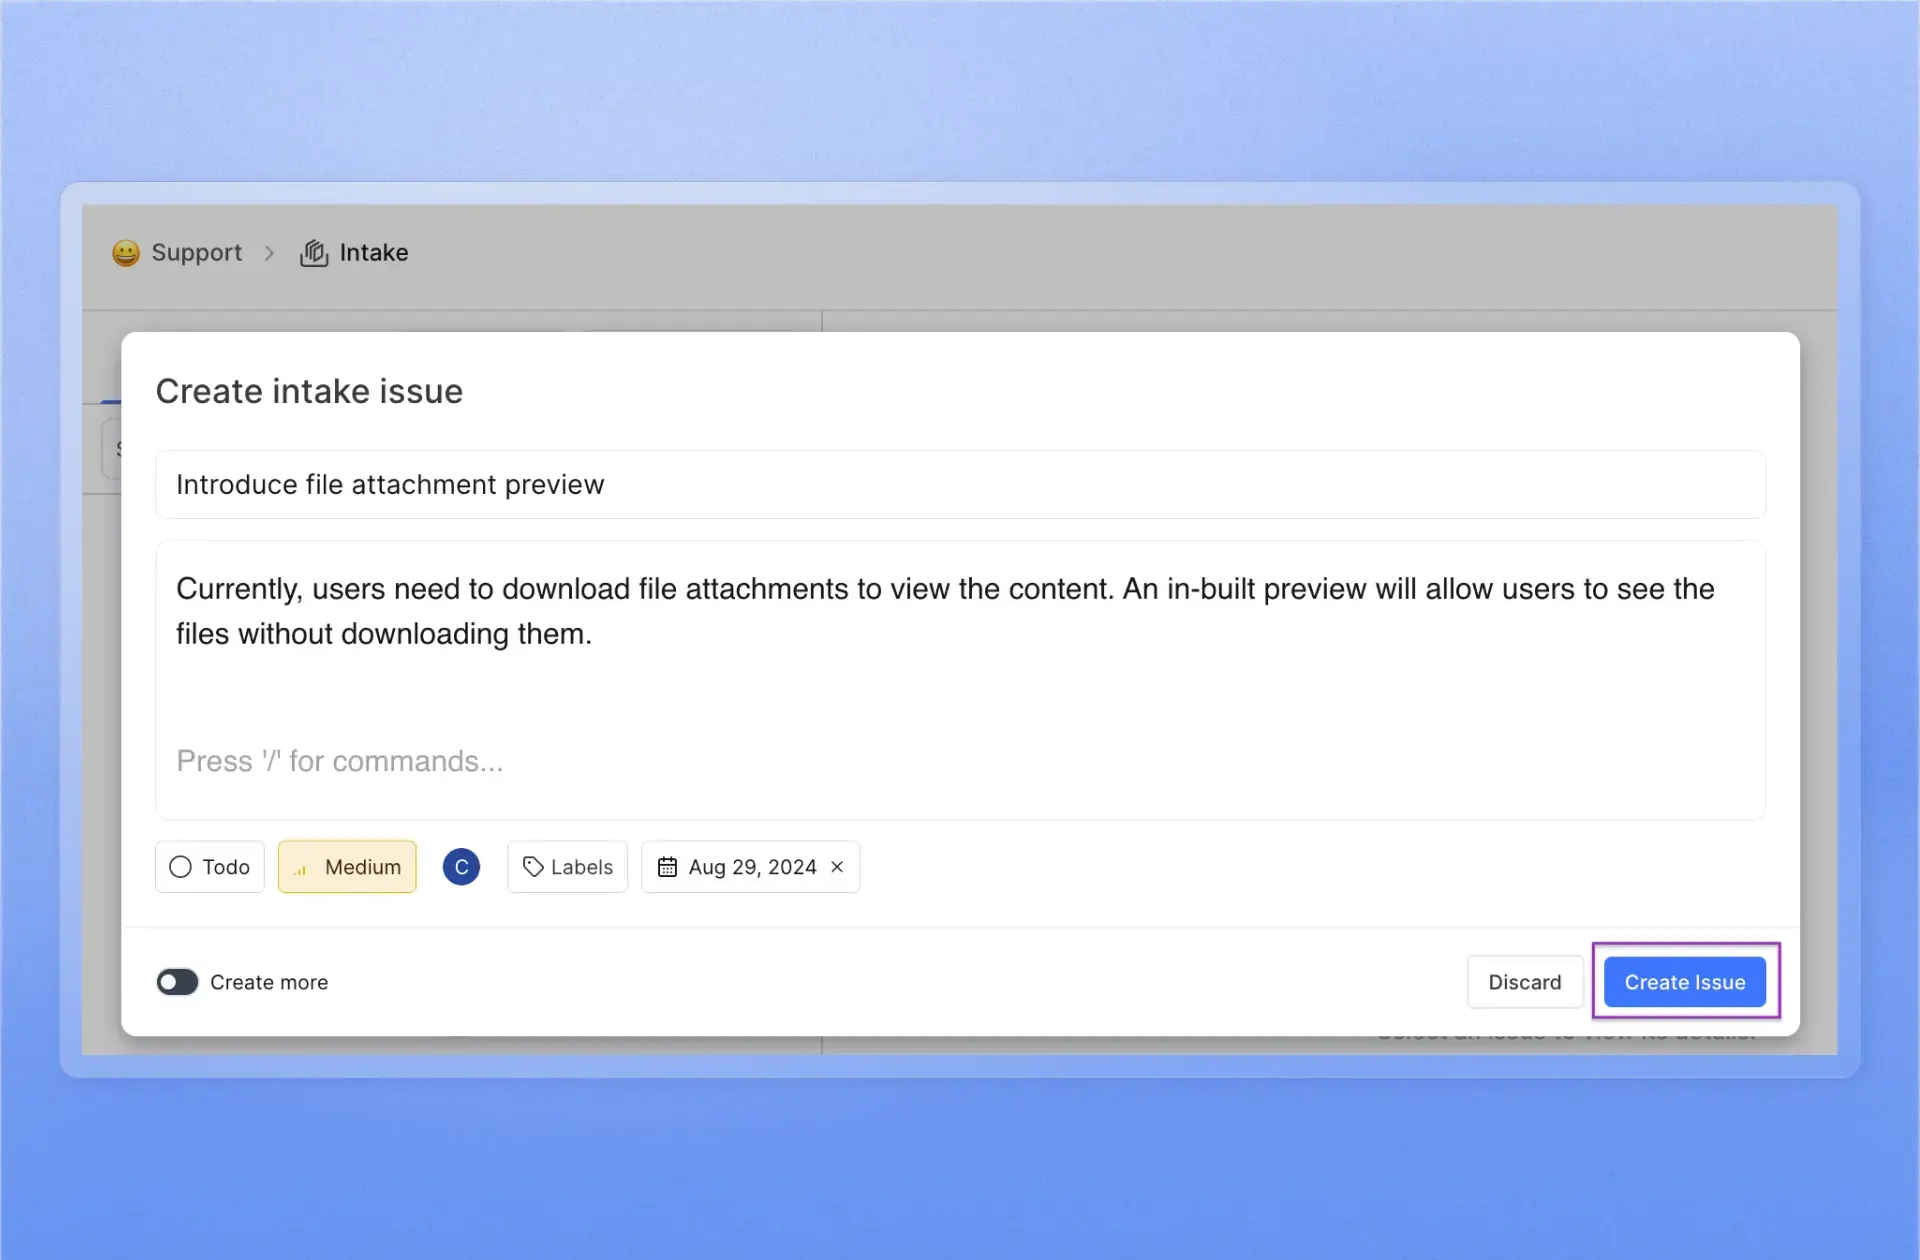 Support > Intake
Create intake issue
Introduce file attachment preview
Currently, users need to download file attachments to view the content. An in-built preview will allow users to see the
files without downloading them.
Press '/' for commands...
Todo Medium C Labels Aug 29, 2024 ×
Create more Discard Create Issue